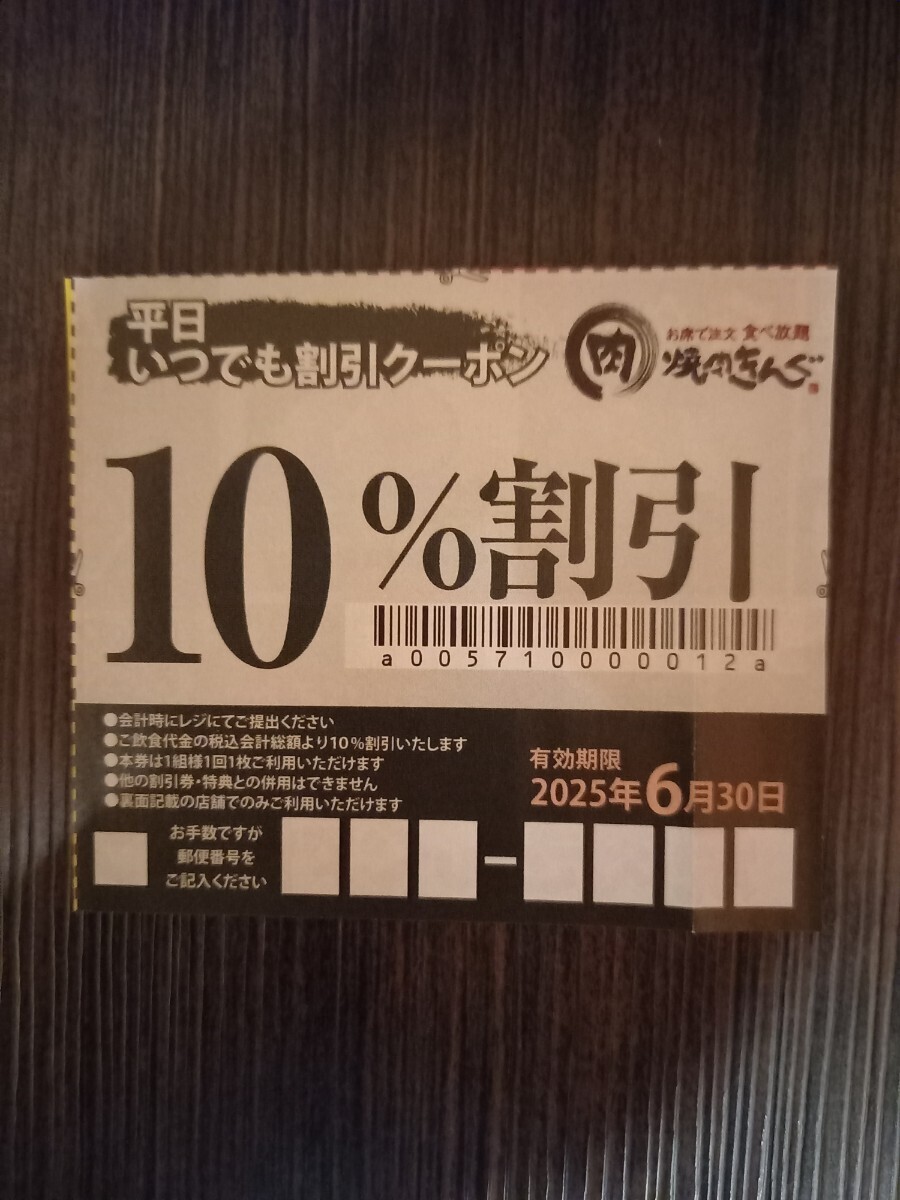 平日
いつでも割引クーポン
肉
お席で注文 食べ放題
焼肉きんぐ
10%割引
a0057100000012a
●会計時にレジにてご提出ください
●ご飲食代金の税込会計総額より10%割引いたします
●本券は1組様1回1枚ご利用いただけます
●他の割引券・特典との併用はできません
●裏面記載の店舗でのみご利用いただけます
有効期限
2025年6月30日
お手数ですが
郵便番号を
ご記入ください